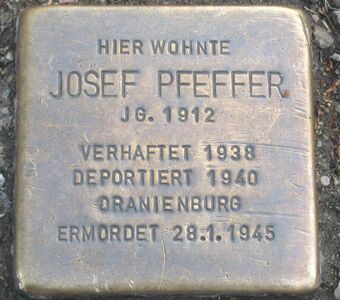 HIER WOHNTE
JOSEF PFEFFER
JG. 1912
VERHAFTET 1938
DEPORTIERT 1940
ORANIENBURG
ERMORDET 28.1.1945